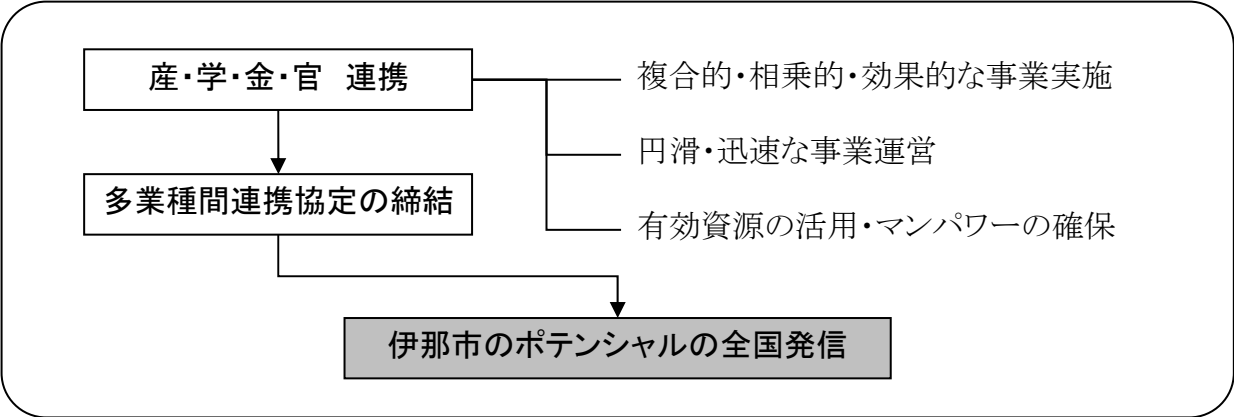 産・学・金・官　連携
複合的・相乗的・効果的な事業実施
円滑・迅速な事業運営
多業種間連携協定の締結
有効資源の活用・マンパワーの確保
伊那市のポテンシャルの全国発信